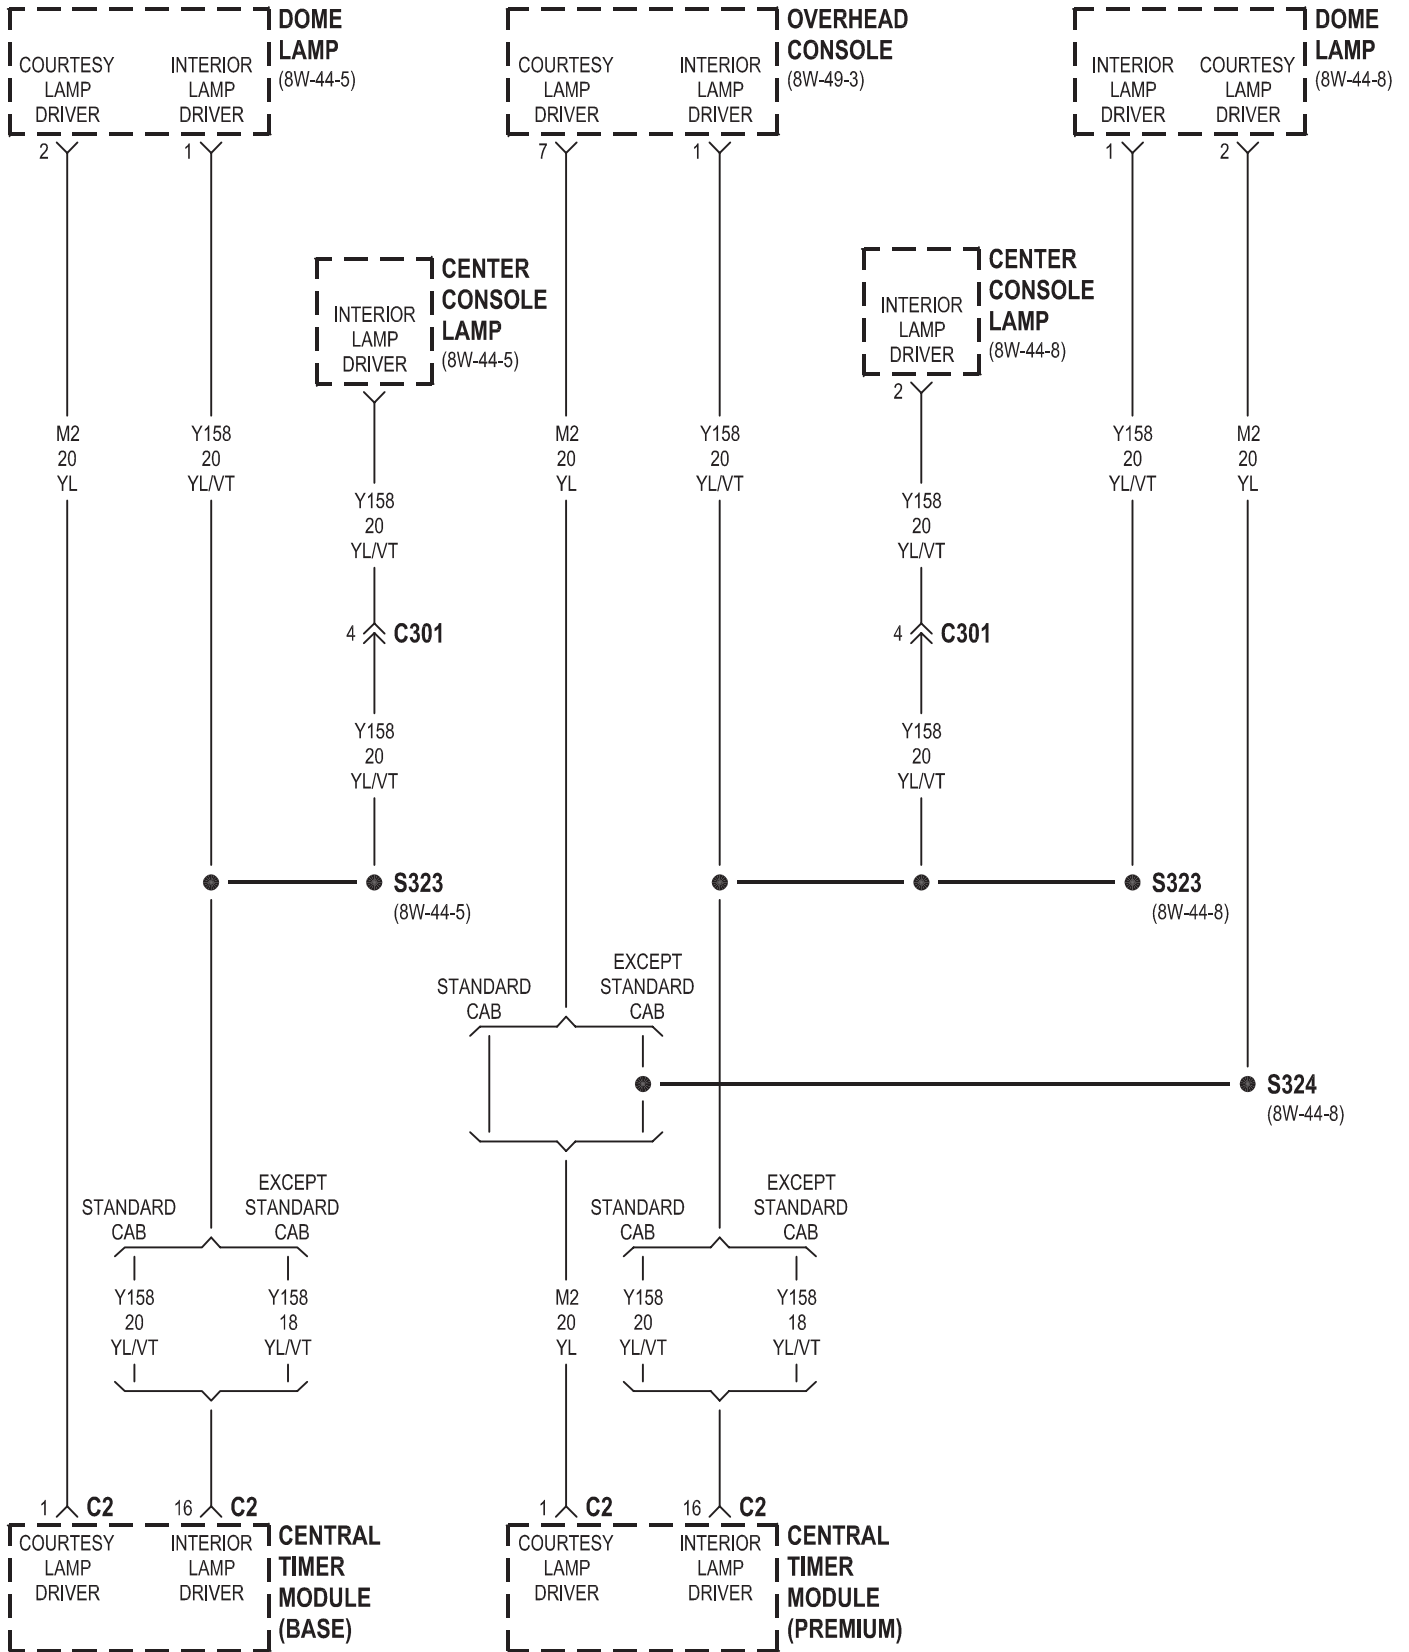 DOME
LAMP
(8W-44-5)
COURTESY
LAMP
DRIVER
INTERIOR
LAMP
DRIVER
2
1
OVERHEAD
CONSOLE
(8W-49-3)
COURTESY
LAMP
DRIVER
INTERIOR
LAMP
DRIVER
7
1
DOME
LAMP
(8W-44-8)
INTERIOR
LAMP
DRIVER
COURTESY
LAMP
DRIVER
1
2
CENTER
CONSOLE
LAMP
(8W-44-5)
INTERIOR
LAMP
DRIVER
CENTER
CONSOLE
LAMP
(8W-44-8)
INTERIOR
LAMP
DRIVER
2
M2
20
YL
Y158
20
YL/VT
Y158
20
YL/VT
M2
20
YL
Y158
20
YL/VT
Y158
20
YL/VT
Y158
20
YL/VT
M2
20
YL
4
C301
4
C301
Y158
20
YL/VT
Y158
20
YL/VT
S323
(8W-44-5)
S323
(8W-44-8)
STANDARD
CAB
EXCEPT
STANDARD
CAB
S324
(8W-44-8)
STANDARD
CAB
EXCEPT
STANDARD
CAB
STANDARD
CAB
EXCEPT
STANDARD
CAB
Y158
20
YL/VT
Y158
18
YL/VT
M2
20
YL
Y158
20
YL/VT
Y158
18
YL/VT
1
C2
16
C2
1
C2
16
C2
COURTESY
LAMP
DRIVER
INTERIOR
LAMP
DRIVER
CENTRAL
TIMER
MODULE
(BASE)
COURTESY
LAMP
DRIVER
INTERIOR
LAMP
DRIVER
CENTRAL
TIMER
MODULE
(PREMIUM)